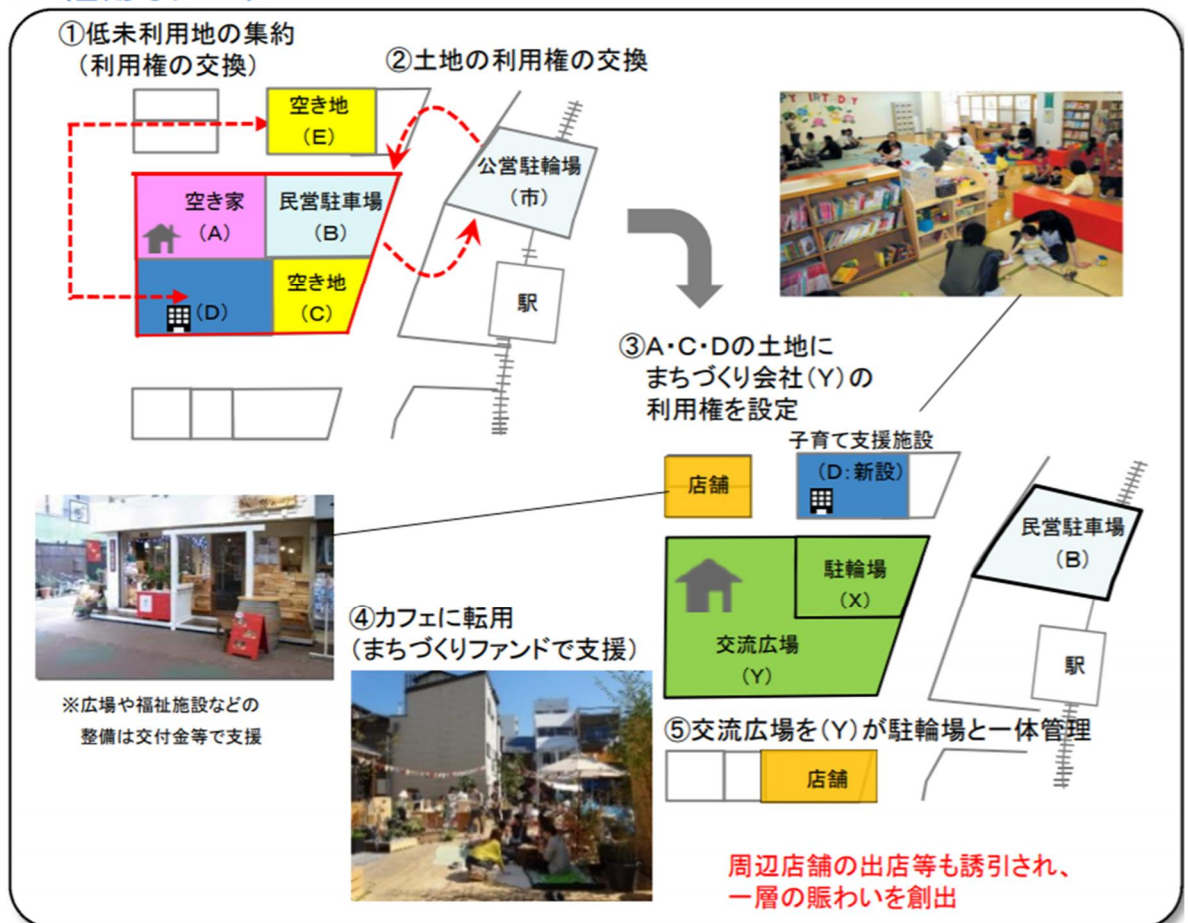 ①低未利用地の集約
(利用権の交換)
②土地の利用権の交換
空き地
(E)
公営駐輪場
(市)
空き家
(A)
民営駐車場
(B)
(D)
空き地
(C)
駅
③A・C・Dの土地に
まちづくり会社(Y)の
利用権を設定
子育て支援施設
(D:新設)
店舗
民営駐車場
(B)
駐輪場
(X)
交流広場
(Y)
駅
④カフェに転用
(まちづくりファンドで支援)
※広場や福祉施設などの
整備は交付金等で支援
⑤交流広場を(Y)が駐輪場と一体管理
店舗
周辺店舗の出店等も誘引され、
一層の賑わいを創出